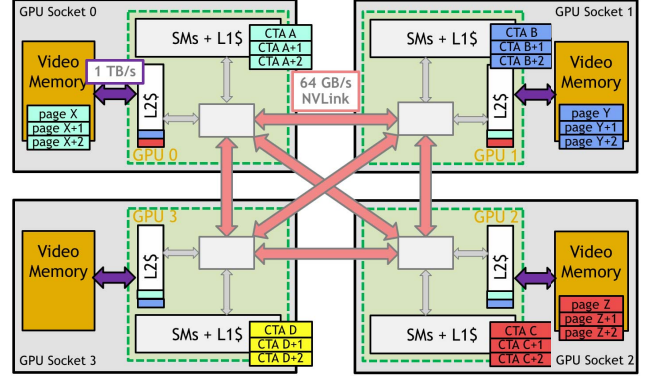 GPU Socket 0
SMs + L1$
CTA A
CTA A+1
CTA A+2
Video
Memory
1 TB/s
L2$
page X
page X+1
page X+2
GPU 0
64 GB/s
NVLink
GPU Socket 1
SMs + L1$
CTA B
CTA B+1
CTA B+2
Video
Memory
L2$
page Y
page Y+1
page Y+2
GPU 1
GPU 3
Video
Memory
L2$
SMs + L1$
CTA D
CTA D+1
CTA D+2
GPU Socket 3
GPU 2
Video
Memory
L2$
page Z
page Z+1
page Z+2
SMs + L1$
CTA C
CTA C+1
CTA C+2
GPU Socket 2